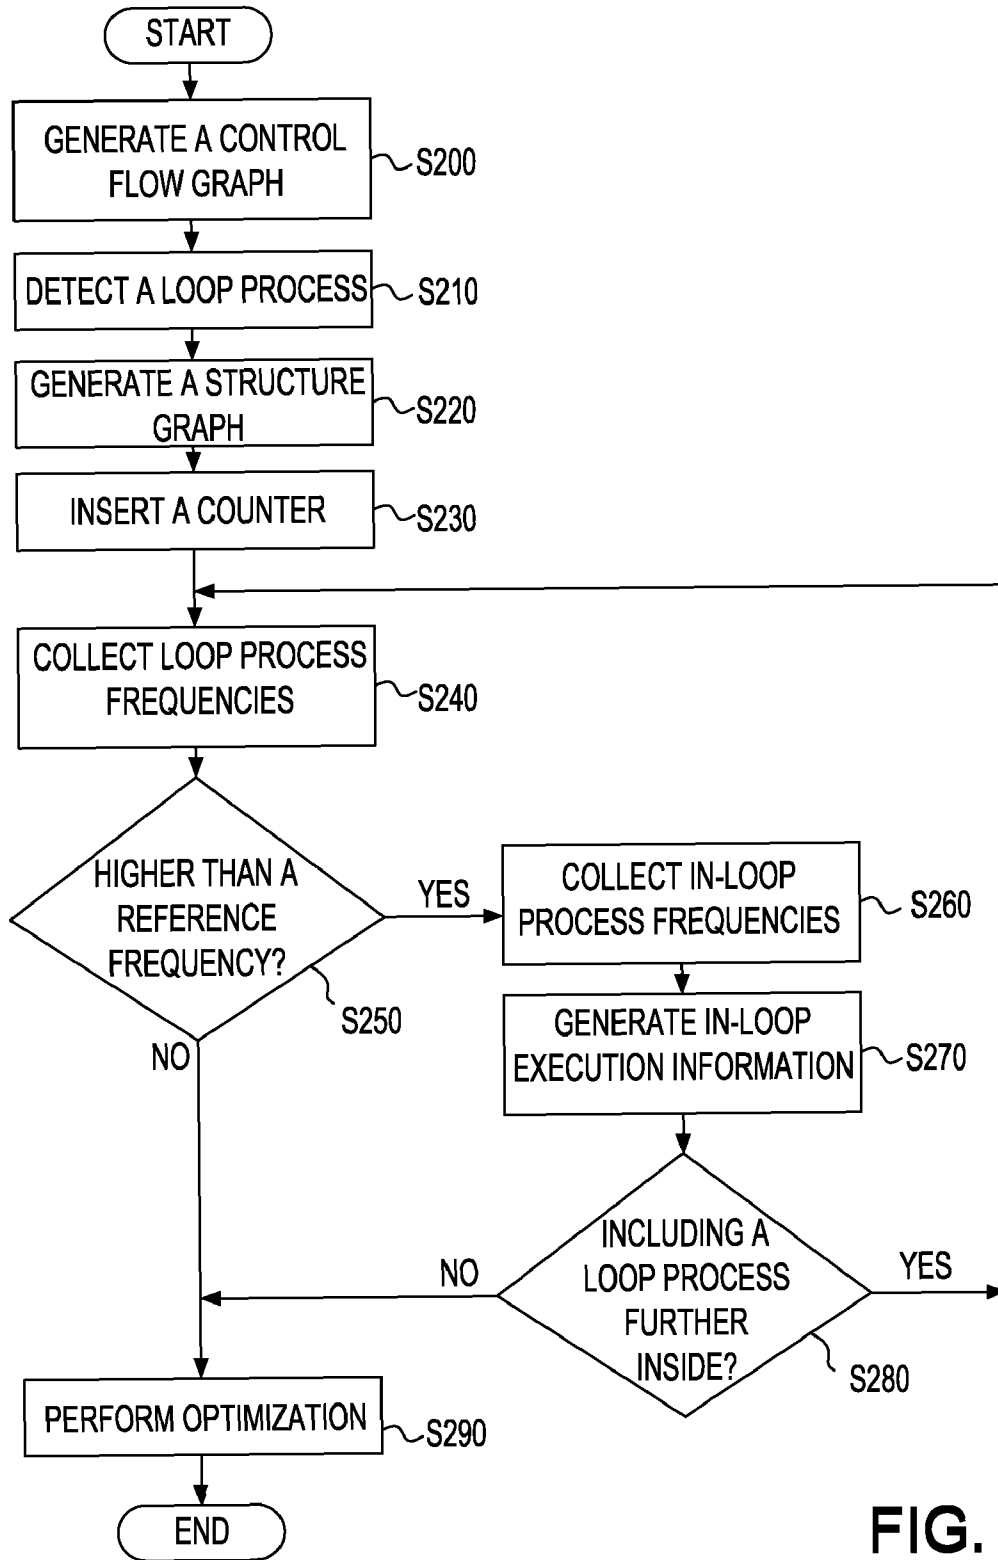 START
GENERATE A CONTROL
FLOW GRAPH
S200
DETECT A LOOP PROCESS
S210
GENERATE A STRUCTURE
GRAPH
S220
INSERT A COUNTER
S230
COLLECT LOOP PROCESS
FREQUENCIES
S240
HIGHER THAN A
REFERENCE
FREQUENCY?
S250
YES
NO
COLLECT IN-LOOP
PROCESS FREQUENCIES
S260
GENERATE IN-LOOP
EXECUTION INFORMATION
S270
INCLUDING A
LOOP PROCESS
FURTHER
INSIDE?
S280
NO
YES
PERFORM OPTIMIZATION
S290
END
FIG.